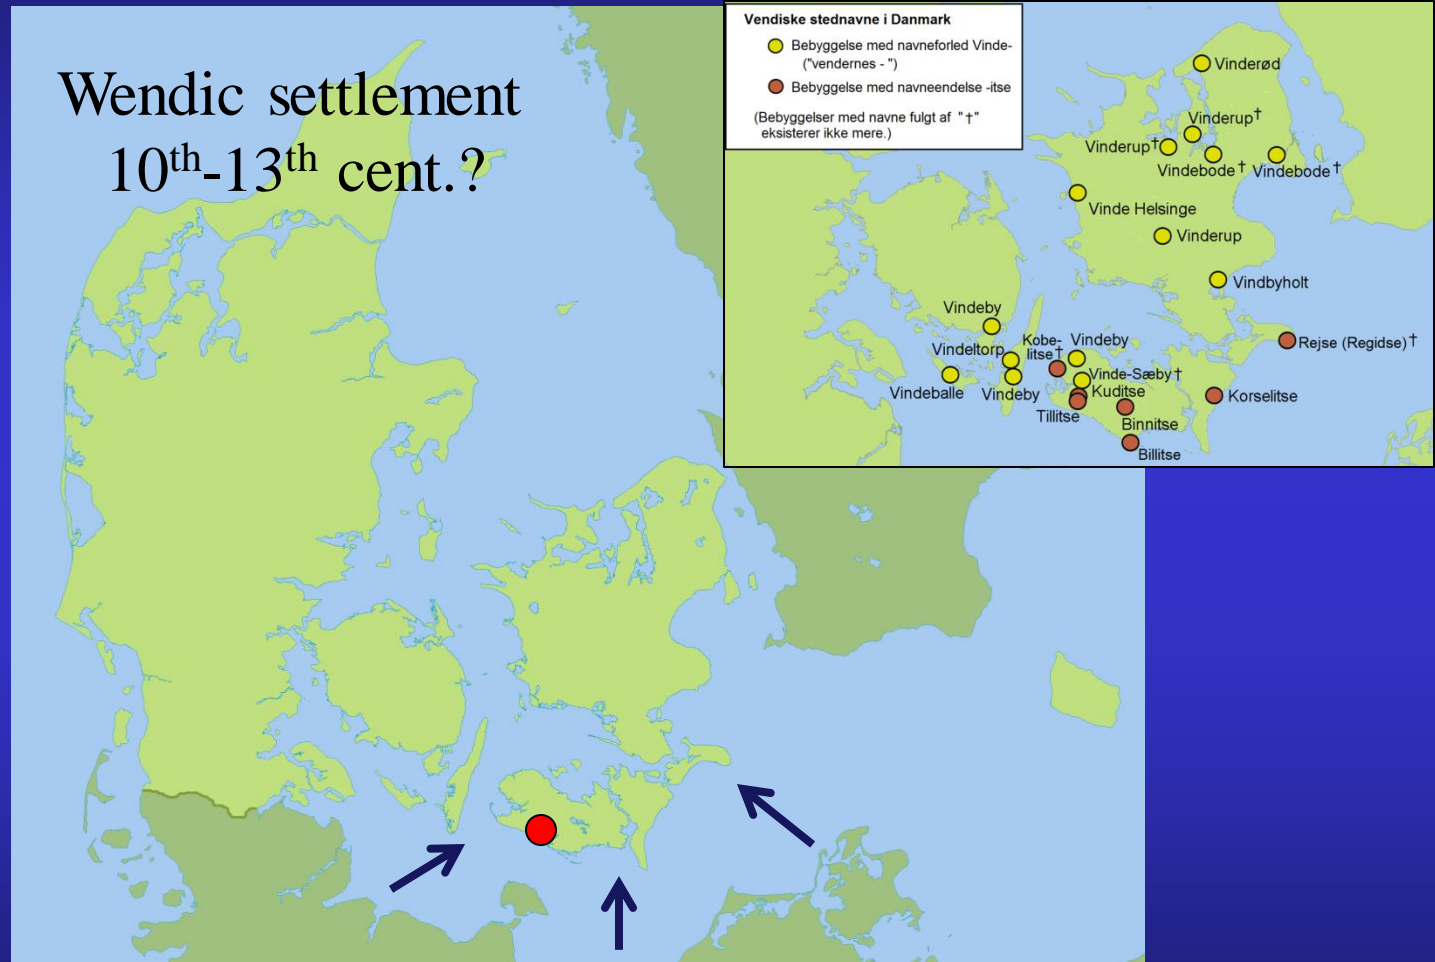 Wendic settlement
10th-13th cent.?
Vendiske stednavne i Danmark
Bebyggelse med navneforled Vinde-
("vendernes - ")
Bebyggelse med navneendelse -itse
(Bebyggelser med navne fulgt af "†"
eksisterer ikke mere.)
Vinderød
Vinderup†
Vinderup†
Vindebode†
Vindebode†
Vinde Helsinge
Vinderup
Vindbyholt
Vindeby
Rejse (Regidse)†
Kobe-
litse†
Vindeby
Vindeltorp
Vinde-Sæby†
Vindeballe
Vindeby
Kuditse
Korselitse
Tillitse
Binnitse
Billitse